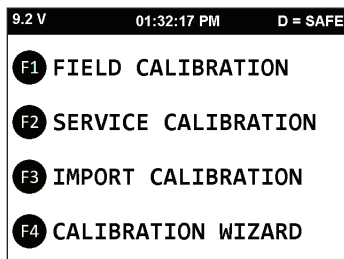 9.2 V 01:32:17 PM D = SAFE
F1 FIELD CALIBRATION
F2 SERVICE CALIBRATION
F3 IMPORT CALIBRATION
F4 CALIBRATION WIZARD